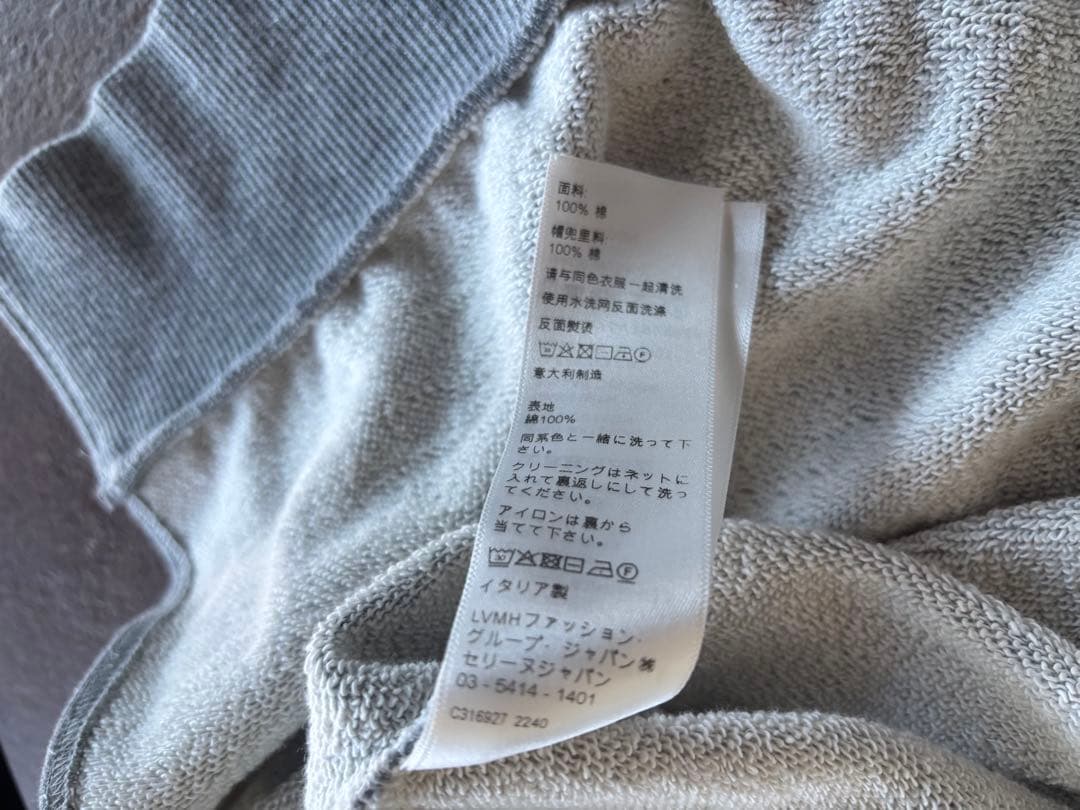 面料:
100% 棉
帽兜里料:
100% 棉
请与同色衣服一起清洗
使用水洗网反面洗涤
反面熨烫
意大利制造
表地
綿100%
同系色と一緒に洗って下
さい。
クリーニングはネットに
入れて裏返しにして洗っ
てください。
アイロンは裏から
当てて下さい。
イタリア製
LVMHファッション・
グループ・ジャパン㈱
セリーヌジャパン
03-5414-1401
C316927 2240